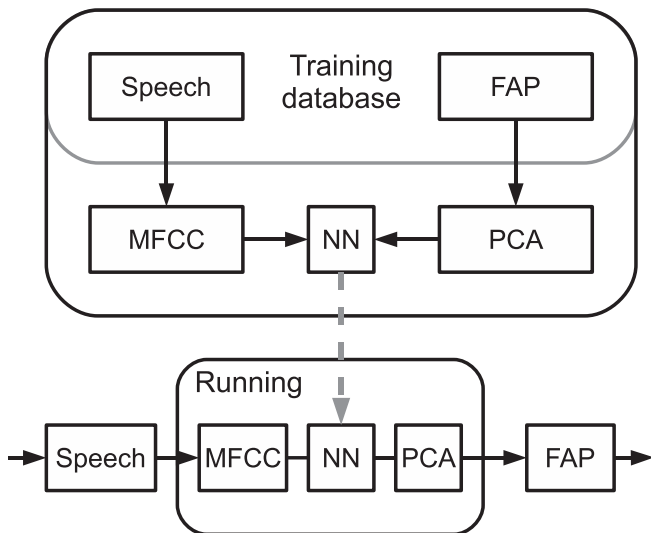 Speech
Training
database
FAP
MFCC
NN
PCA
Running
Speech
MFCC
NN
PCA
FAP